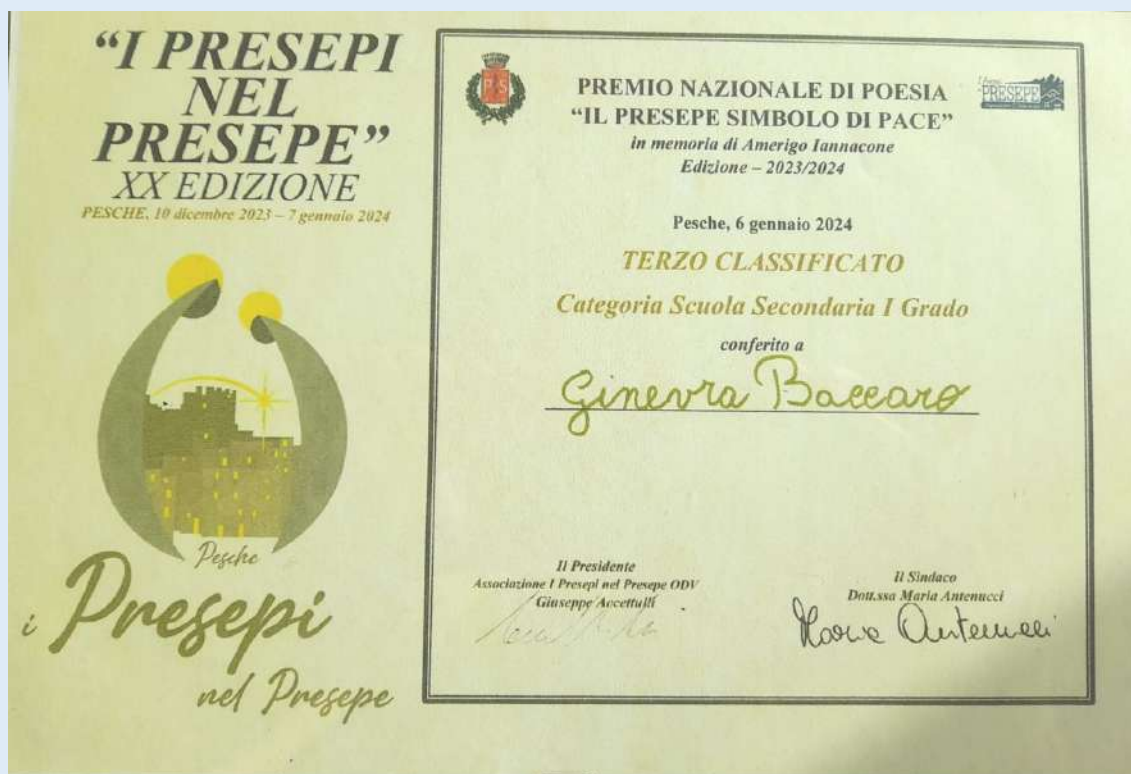 “I PRESEPI
NEL
PRESEPE”
XX EDIZIONE
PESCHE, 10 dicembre 2023 – 7 gennaio 2024
Pesche
i Presepi
nel Presepe
P S
PRESEPE
PREMIO NAZIONALE DI POESIA
“IL PRESEPE SIMBOLO DI PACE”
in memoria di Amerigo Iannacone
Edizione – 2023/2024
Pesche, 6 gennaio 2024
TERZO CLASSIFICATO
Categoria Scuola Secondaria I Grado
conferito a
Ginevra Baccaro
Il Presidente
Associazione I Presepi nel Presepe ODV
Giuseppe Accettulli
Il Sindaco
Dott.ssa Maria Antenucci
Maria Antenucci